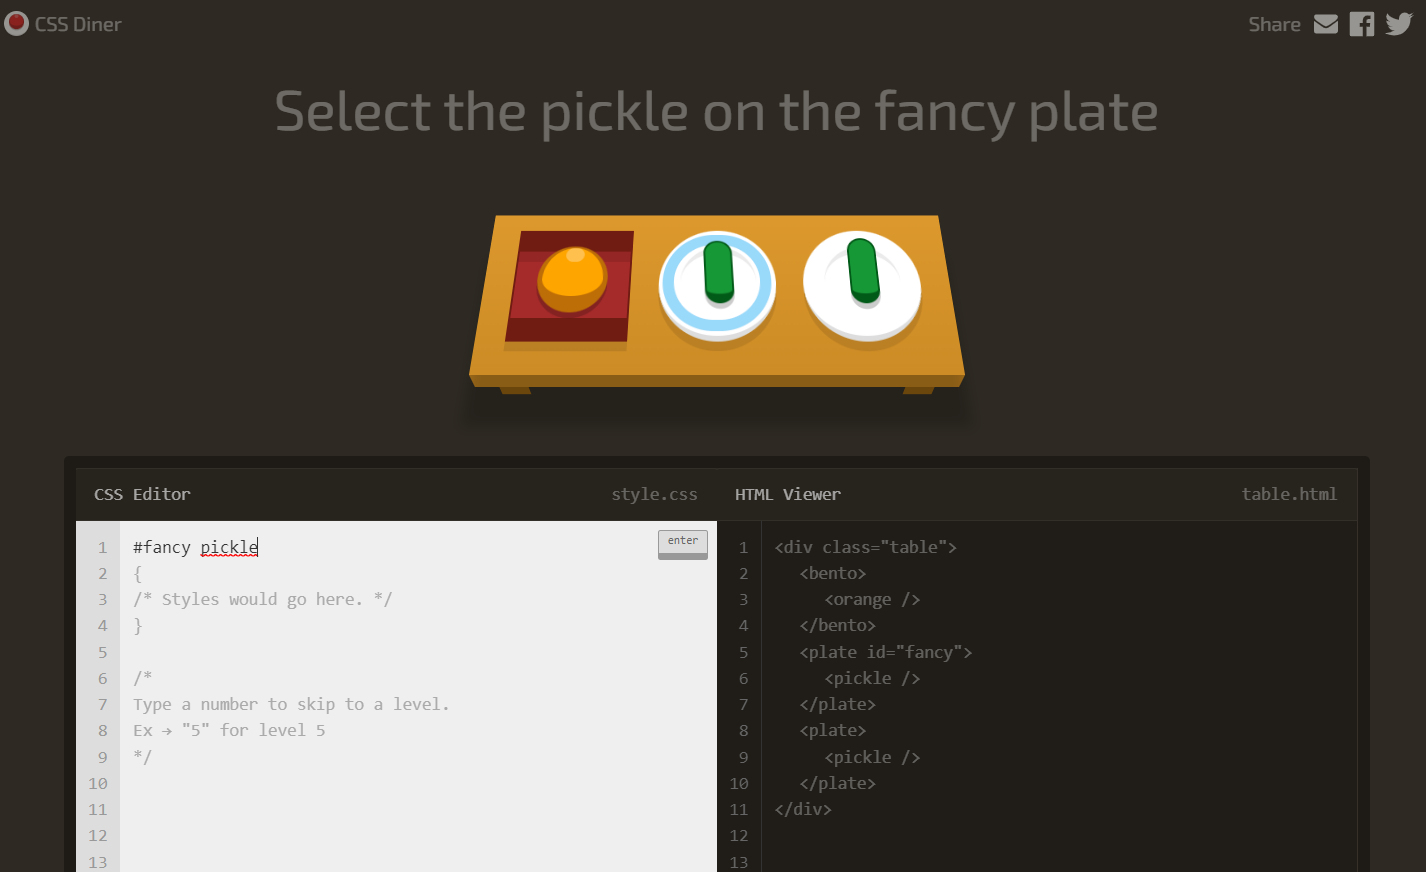 CSS Diner
Share
Select the pickle on the fancy plate
CSS Editor
style.css
1 #fancy pickle
enter
2 {
3 /* Styles would go here. */
4 }
5
6 /*
7 Type a number to skip to a level.
8 Ex → "5" for level 5
9 */
10
11
12
13
HTML Viewer
table.html
1 <div class="table">
2 <bento>
3 <orange />
4 </bento>
5 <plate id="fancy">
6 <pickle />
7 </plate>
8 <plate>
9 <pickle />
10 </plate>
11 </div>
12
13